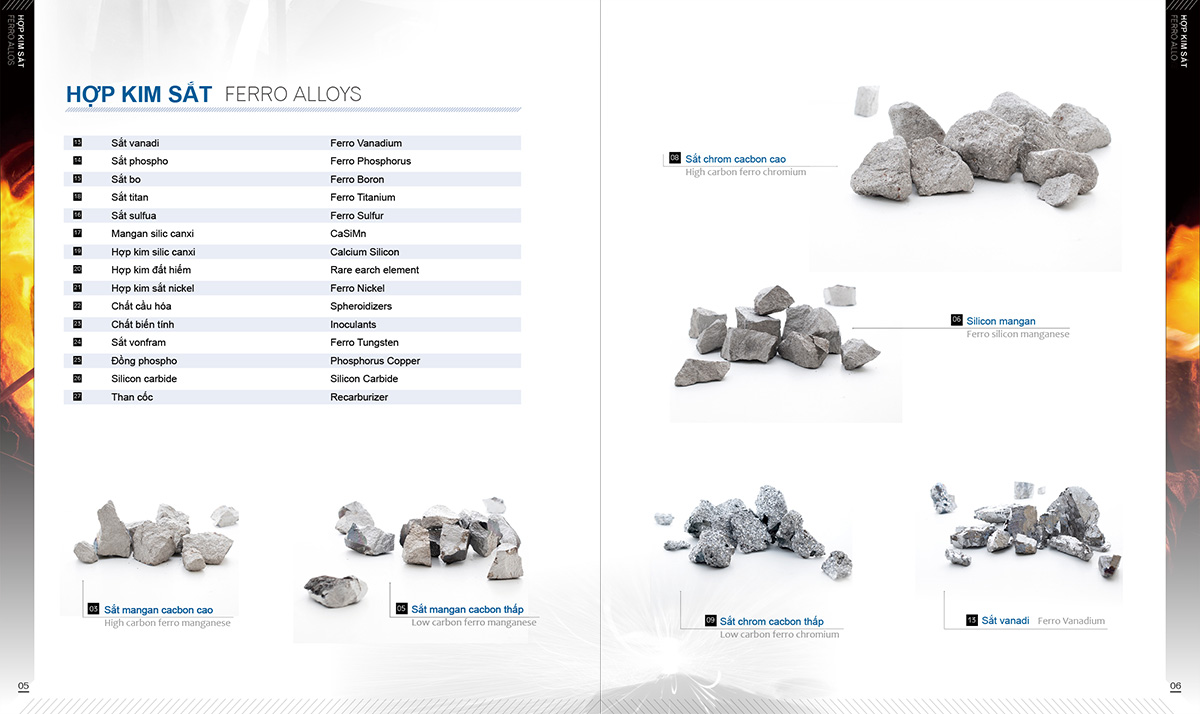 HỢP KIM SẮT
FERRO ALLOS
HỢP KIM SẮT FERRO ALLOYS
13 Sắt vanadi Ferro Vanadium
14 Sắt phospho Ferro Phosphorus
15 Sắt bo Ferro Boron
18 Sắt titan Ferro Titanium
16 Sắt sulfua Ferro Sulfur
17 Mangan silic canxi CaSiMn
19 Hợp kim silic canxi Calcium Silicon
20 Hợp kim đất hiếm Rare earch element
21 Hợp kim sắt nickel Ferro Nickel
22 Chất cầu hóa Spheroidizers
23 Chất biến tính Inoculants
24 Sắt vonfram Ferro Tungsten
25 Đồng phospho Phosphorus Copper
26 Silicon carbide Silicon Carbide
27 Than cốc Recarburizer
03 Sắt mangan cacbon cao
High carbon ferro manganese
05 Sắt mangan cacbon thấp
Low carbon ferro manganese
05
HỢP KIM SẮT
FERRO ALLO
08 Sắt chrom cacbon cao
High carbon ferro chromium
06 Silicon mangan
Ferro silicon manganese
09 Sắt chrom cacbon thấp
Low carbon ferro chromium
13 Sắt vanadi Ferro Vanadium
06